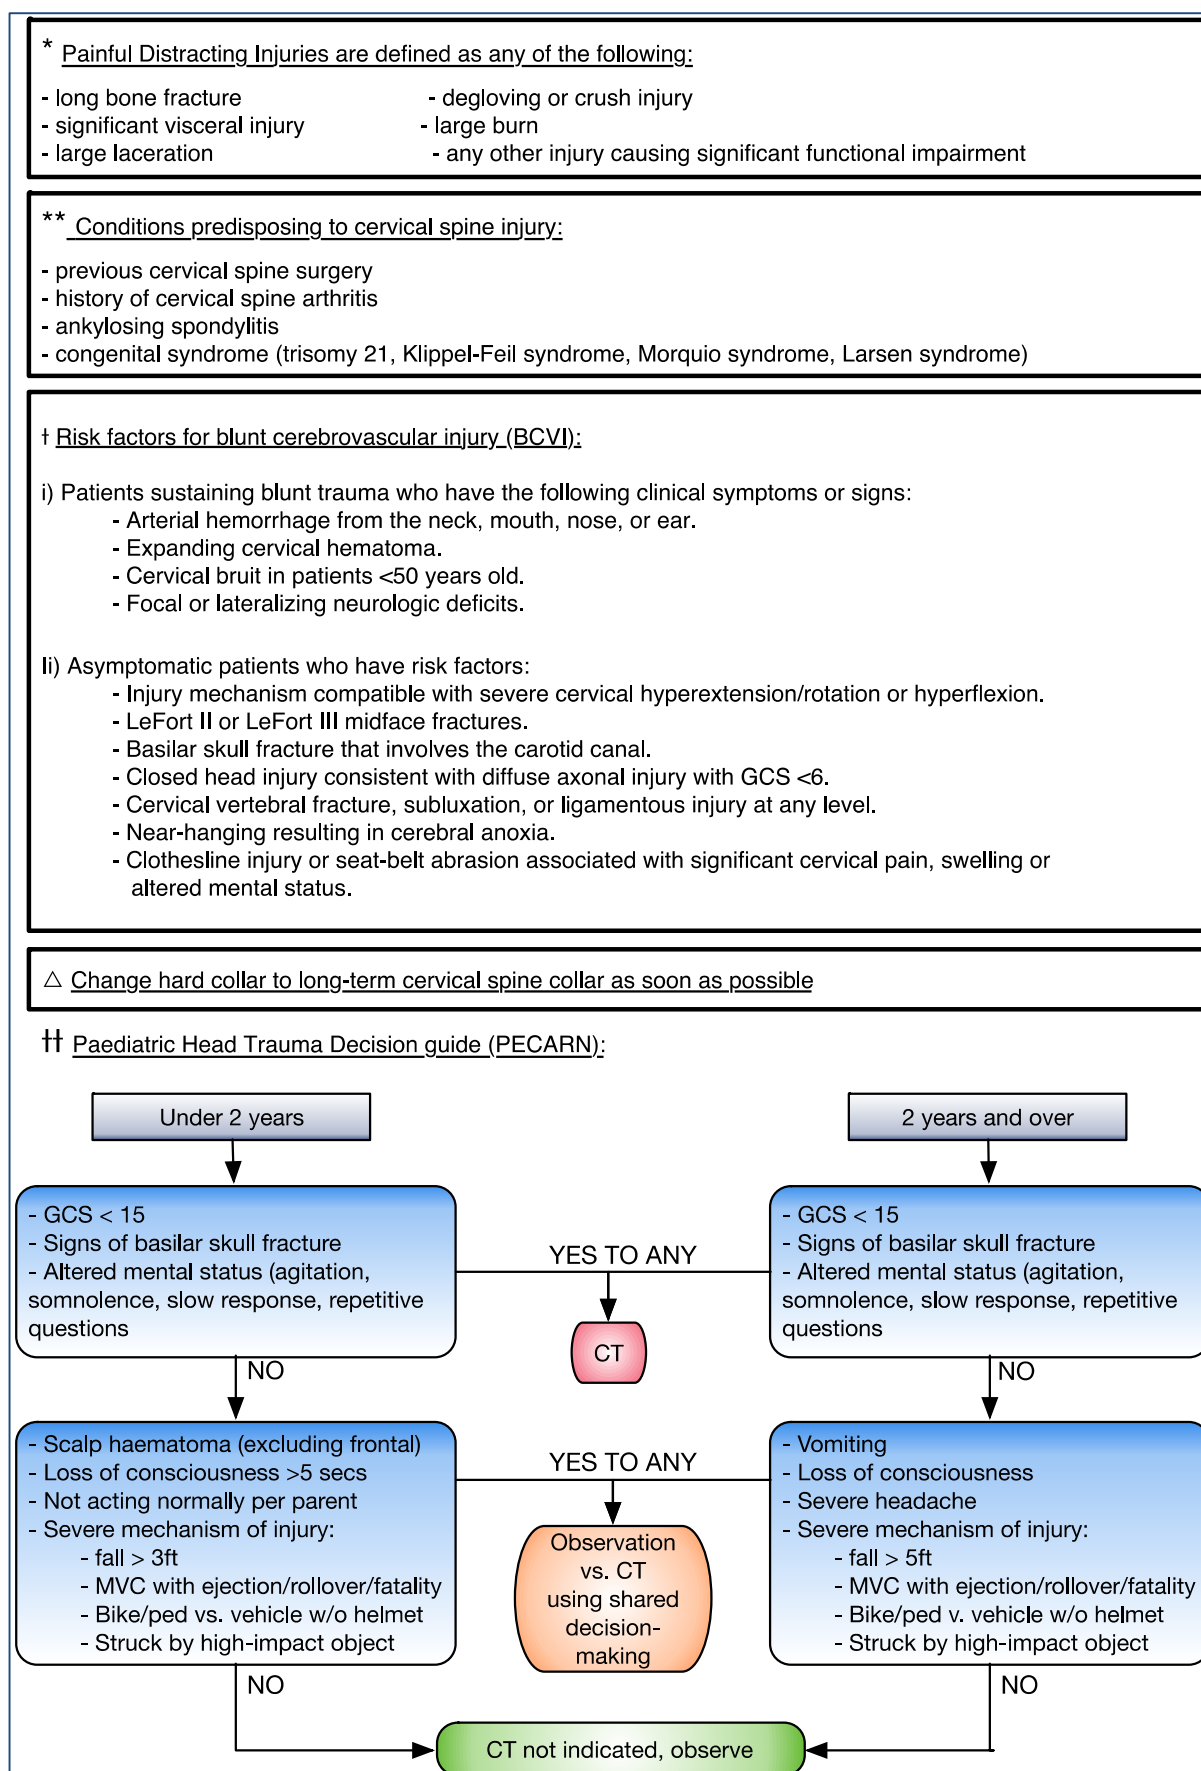 * Painful Distracting Injuries are defined as any of the following:
- long bone fracture - degloving or crush injury
- significant visceral injury - large burn
- large laceration - any other injury causing significant functional impairment
** Conditions predisposing to cervical spine injury:
- previous cervical spine surgery
- history of cervical spine arthritis
- ankylosing spondylitis
- congenital syndrome (trisomy 21, Klippel-Feil syndrome, Morquio syndrome, Larsen syndrome)
† Risk factors for blunt cerebrovascular injury (BCVI):
i) Patients sustaining blunt trauma who have the following clinical symptoms or signs:
- Arterial hemorrhage from the neck, mouth, nose, or ear.
- Expanding cervical hematoma.
- Cervical bruit in patients <50 years old.
- Focal or lateralizing neurologic deficits.
Ii) Asymptomatic patients who have risk factors:
- Injury mechanism compatible with severe cervical hyperextension/rotation or hyperflexion.
- LeFort II or LeFort III midface fractures.
- Basilar skull fracture that involves the carotid canal.
- Closed head injury consistent with diffuse axonal injury with GCS <6.
- Cervical vertebral fracture, subluxation, or ligamentous injury at any level.
- Near-hanging resulting in cerebral anoxia.
- Clothesline injury or seat-belt abrasion associated with significant cervical pain, swelling or
altered mental status.
△ Change hard collar to long-term cervical spine collar as soon as possible
†† Paediatric Head Trauma Decision guide (PECARN):
Under 2 years
2 years and over
- GCS < 15
- Signs of basilar skull fracture
- Altered mental status (agitation,
somnolence, slow response, repetitive
questions
YES TO ANY
CT
- GCS < 15
- Signs of basilar skull fracture
- Altered mental status (agitation,
somnolence, slow response, repetitive
questions
NO
NO
- Scalp haematoma (excluding frontal)
- Loss of consciousness >5 secs
- Not acting normally per parent
- Severe mechanism of injury:
- fall > 3ft
- MVC with ejection/rollover/fatality
- Bike/ped vs. vehicle w/o helmet
- Struck by high-impact object
YES TO ANY
Observation
vs. CT
using shared
decision-
making
- Vomiting
- Loss of consciousness
- Severe headache
- Severe mechanism of injury:
- fall > 5ft
- MVC with ejection/rollover/fatality
- Bike/ped v. vehicle w/o helmet
- Struck by high-impact object
NO
NO
CT not indicated, observe